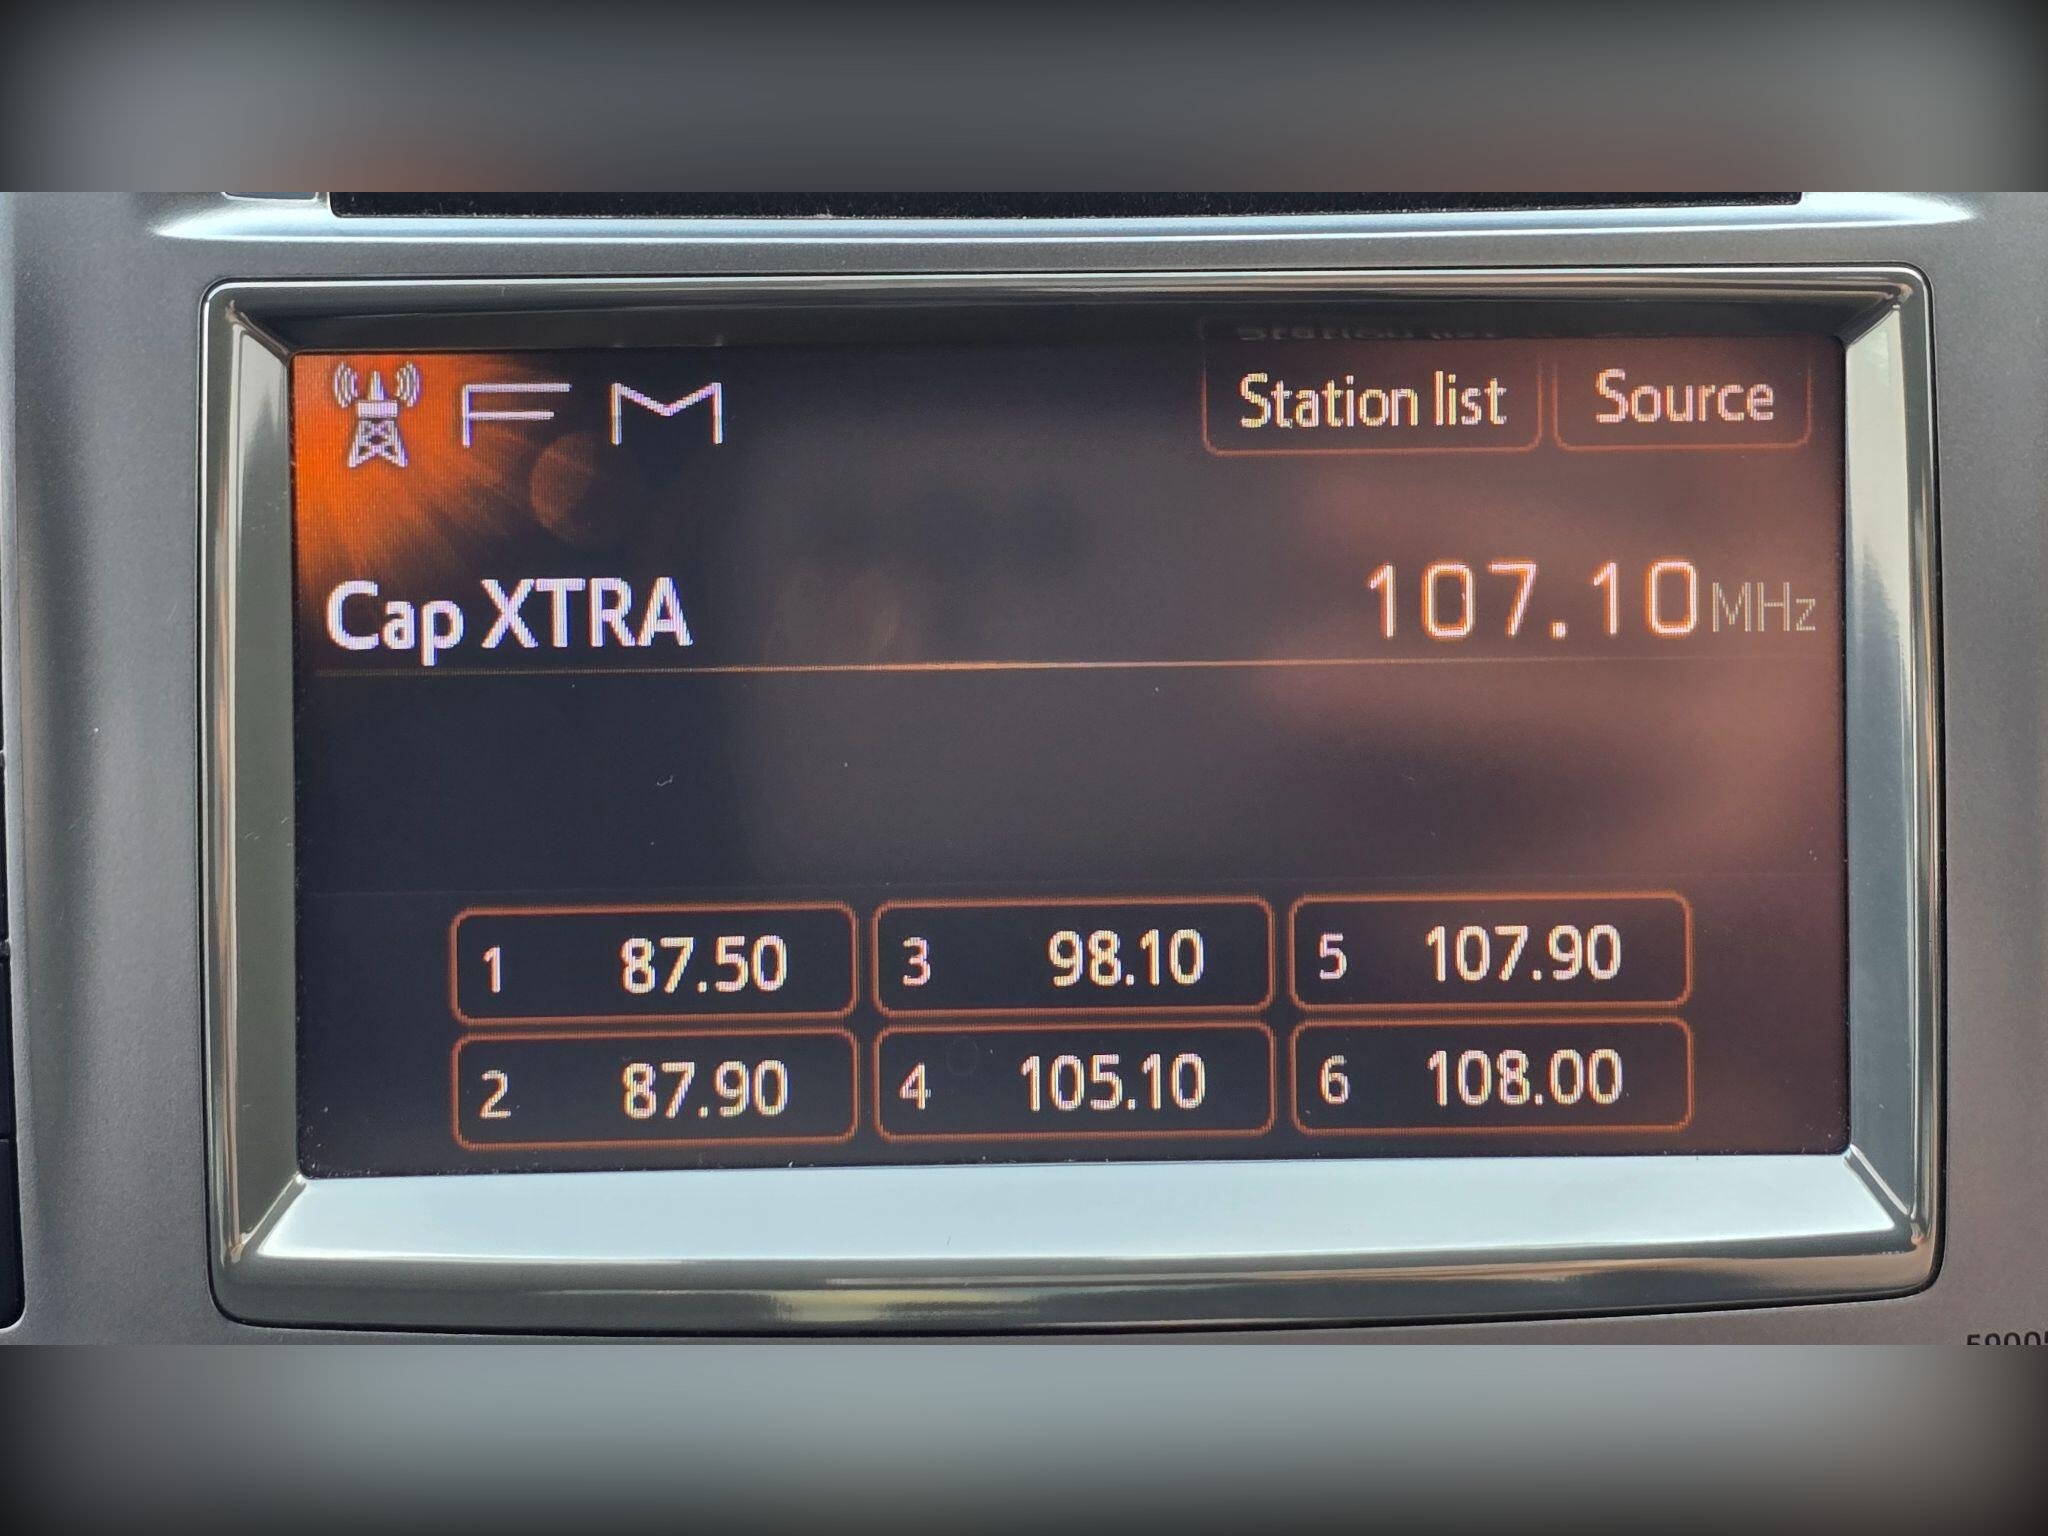 FM
Station list
Source
Cap XTRA
107.10MHz
1 87.50
3 98.10
5 107.90
2 87.90
4 105.10
6 108.00